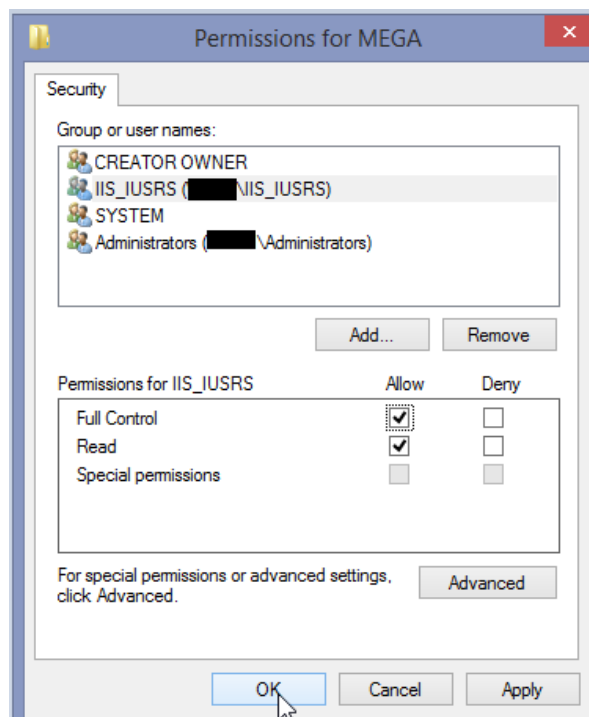 Permissions for MEGA
Security
Group or user names:
CREATOR OWNER
IIS_IUSRS ( \IIS_IUSRS)
SYSTEM
Administrators ( \Administrators)
Add... Remove
Permissions for IIS_IUSRS Allow Deny
Full Control
Read
Special permissions
For special permissions or advanced settings,
click Advanced.
Advanced
OK Cancel Apply